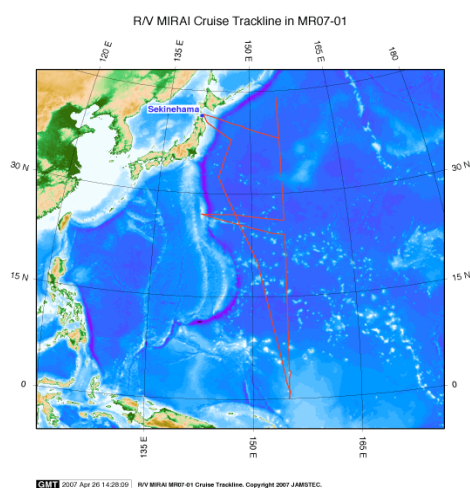 R/V MIRAI Cruise Trackline in MR07-01
120 E
135 E
150 E
165 E
180
Sekinehama
30 N
30 N
15 N
15 N
0
0
135 E
150 E
165 E
GMT 2007 Apr 26 14:28:09 R/V MIRAI MR07-01 Cruise Trackline. Copyright 2007 JAMSTEC.